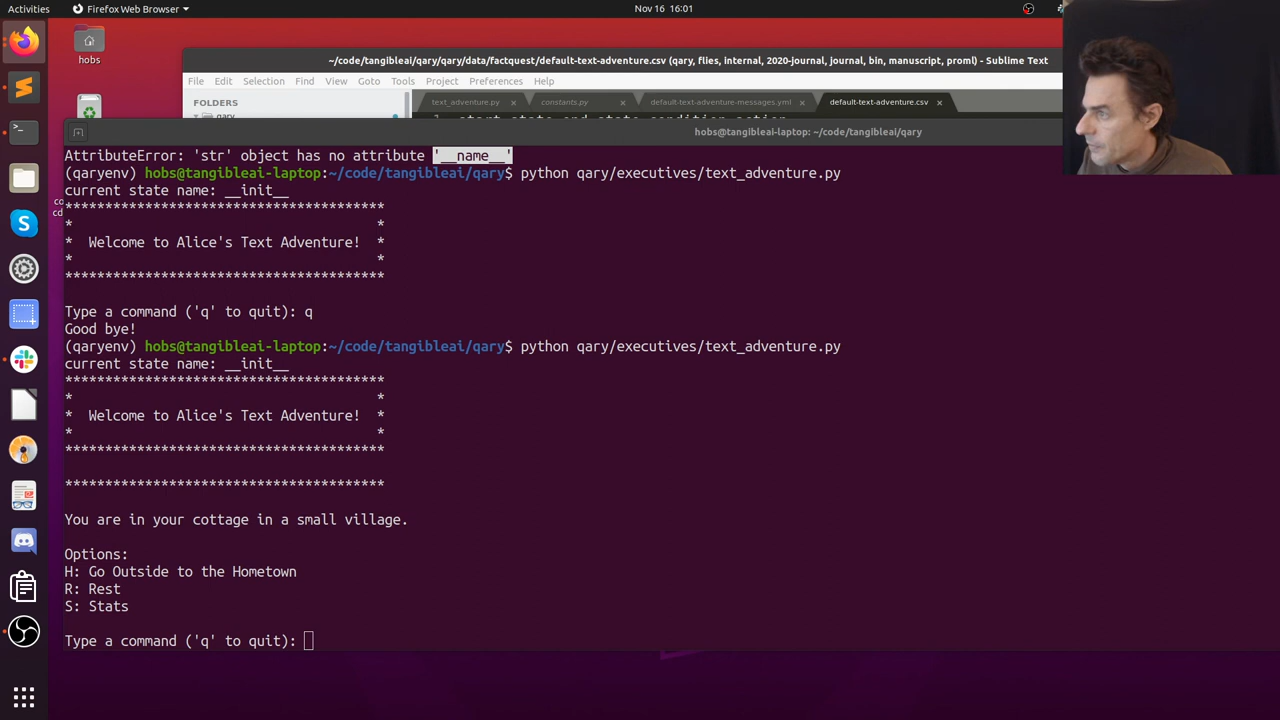 Activities
Firefox Web Browser
Nov 16 16:01
hobs
~/code/tangibleai/qary/qary/data/factquest/default-text-adventure.csv (qary, flies, internal, 2020-journal, journal, bin, manuscript, proml) - Sublime Text
File Edit Selection Find View Goto Tools Project Preferences Help
FOLDERS
qary
text_adventure.py
constants.py
default-text-adventure-messages.yml
default-text-adventure.csv
hobs@tangibleai-laptop: ~/code/tangibleai/qary
AttributeError: 'str' object has no attribute '__name__'
(qaryenv) hobs@tangibleai-laptop:~/code/tangibleai/qary$ python qary/executives/text_adventure.py
current state name: __init__
****************************************
* *
* Welcome to Alice's Text Adventure! *
* *
****************************************
Type a command ('q' to quit): q
Good bye!
(qaryenv) hobs@tangibleai-laptop:~/code/tangibleai/qary$ python qary/executives/text_adventure.py
current state name: __init__
****************************************
* *
* Welcome to Alice's Text Adventure! *
* *
****************************************
****************************************
You are in your cottage in a small village.
Options:
H: Go Outside to the Hometown
R: Rest
S: Stats
Type a command ('q' to quit):